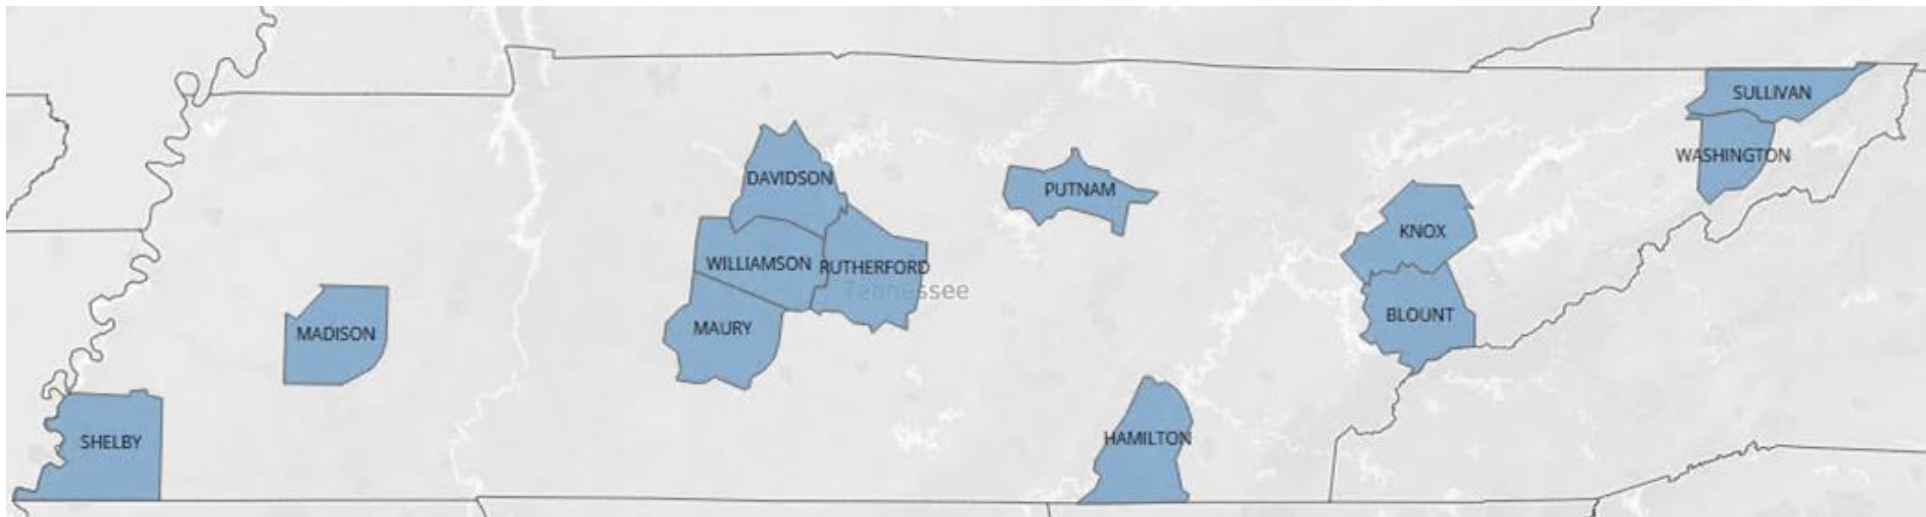 SULLIVAN
WASHINGTON
DAVIDSON
PUTNAM
KNOX
WILLIAMSON
RUTHERFORD
Tennessee
MADISON
MAURY
BLOUNT
SHELBY
HAMILTON